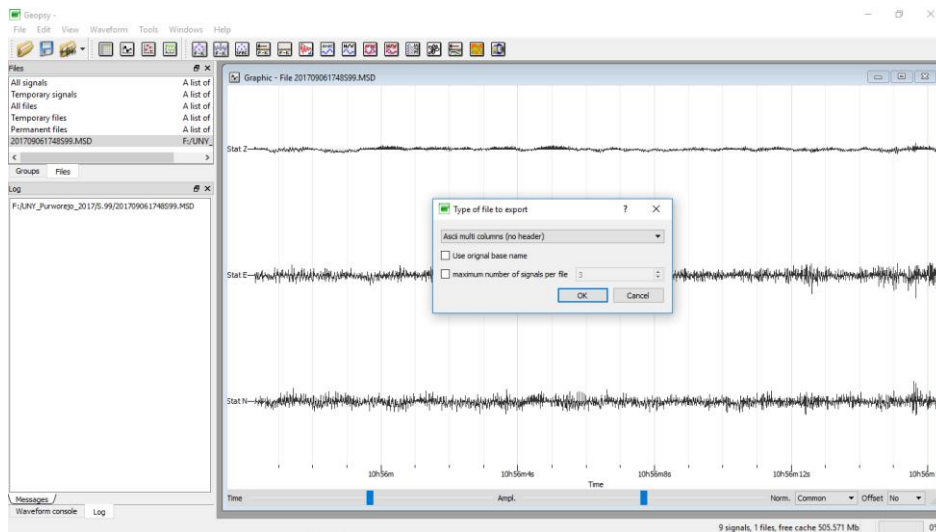 Geopsy -
File Edit View Waveform Tools Windows Help
Files
All signals A list of
Temporary signals A list of
All files A list of
Temporary files A list of
Permanent files A list of
201709061748S99.MSD F:/UNY_
Groups Files
Log
F:/UNY_Purworejo_2017/S.99/201709061748S99.MSD
Messages
Waveform console Log
Graphic - File 201709061748S99.MSD
Stat Z
Stat E
Stat N
Type of file to export ?
Ascii multi columns (no header)
Use orignal base name
maximum number of signals per file 3
OK Cancel
10h56m 10h56m4s 10h56m8s 10h56m12s 10h56m
Time
Time Ampl. Norm. Common Offset No
9 signals, 1 files, free cache 505.571 Mb 0%